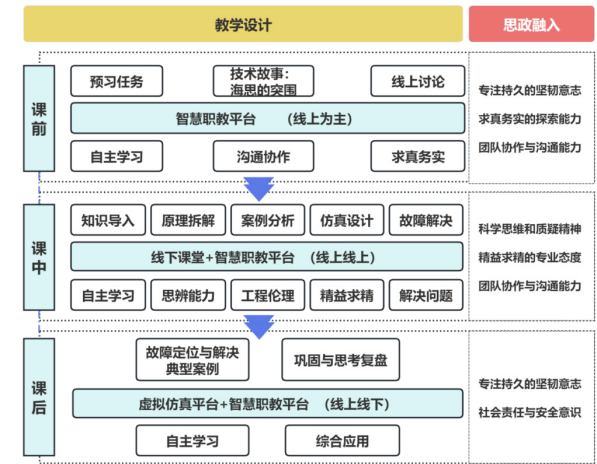 教学设计
思政融入
课前
预习任务
技术故事：
海思的突围
线上讨论
智慧职教平台 （线上为主）
自主学习
沟通协作
求真务实
专注持久的坚韧意志
求真务实的探索能力
团队协作与沟通能力
课中
知识导入
原理拆解
案例分析
仿真设计
故障解决
线下课堂+智慧职教平台 （线上线上）
自主学习
思辨能力
工程伦理
精益求精
解决问题
科学思维和质疑精神
精益求精的专业态度
团队协作与沟通能力
课后
故障定位与解决
典型案例
巩固与思考复盘
虚拟仿真平台+智慧职教平台 （线上线下）
自主学习
综合应用
专注持久的坚韧意志
社会责任与安全意识